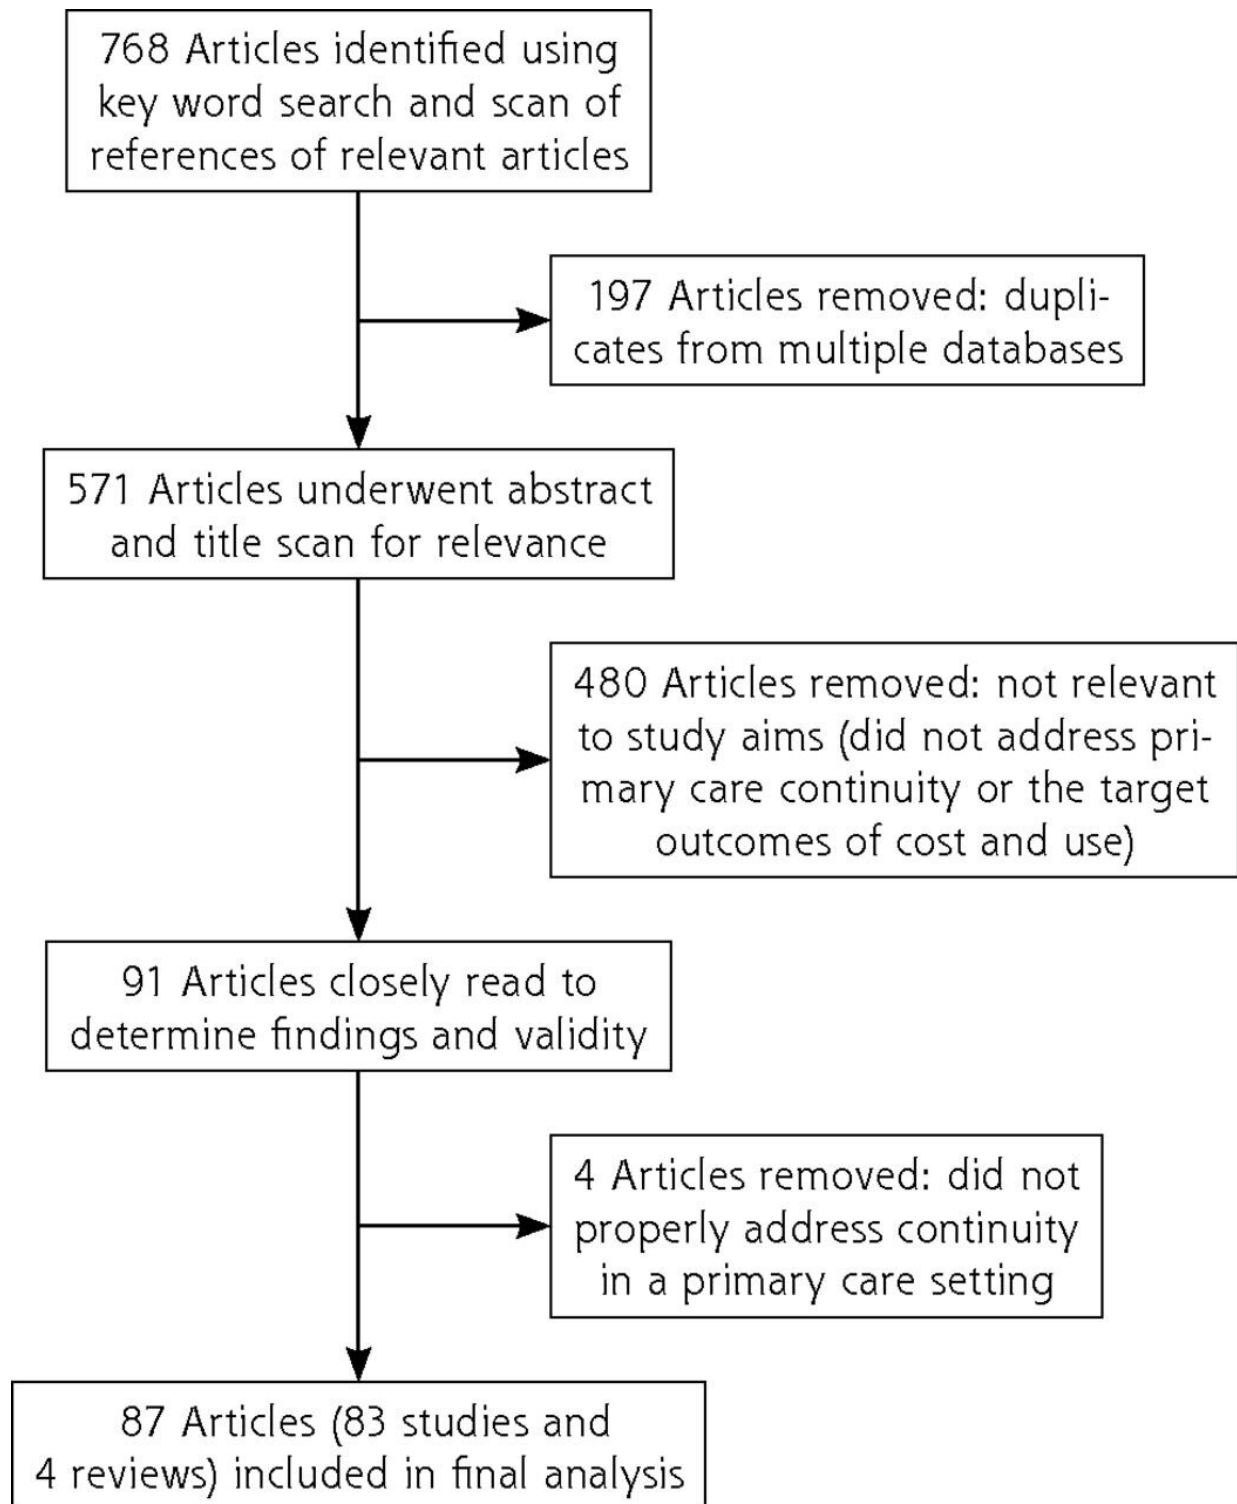 768 Articles identified using
key word search and scan of
references of relevant articles
197 Articles removed: dupli-
cates from multiple databases
571 Articles underwent abstract
and title scan for relevance
480 Articles removed: not relevant
to study aims (did not address pri-
mary care continuity or the target
outcomes of cost and use)
91 Articles closely read to
determine findings and validity
4 Articles removed: did not
properly address continuity
in a primary care setting
87 Articles (83 studies and
4 reviews) included in final analysis